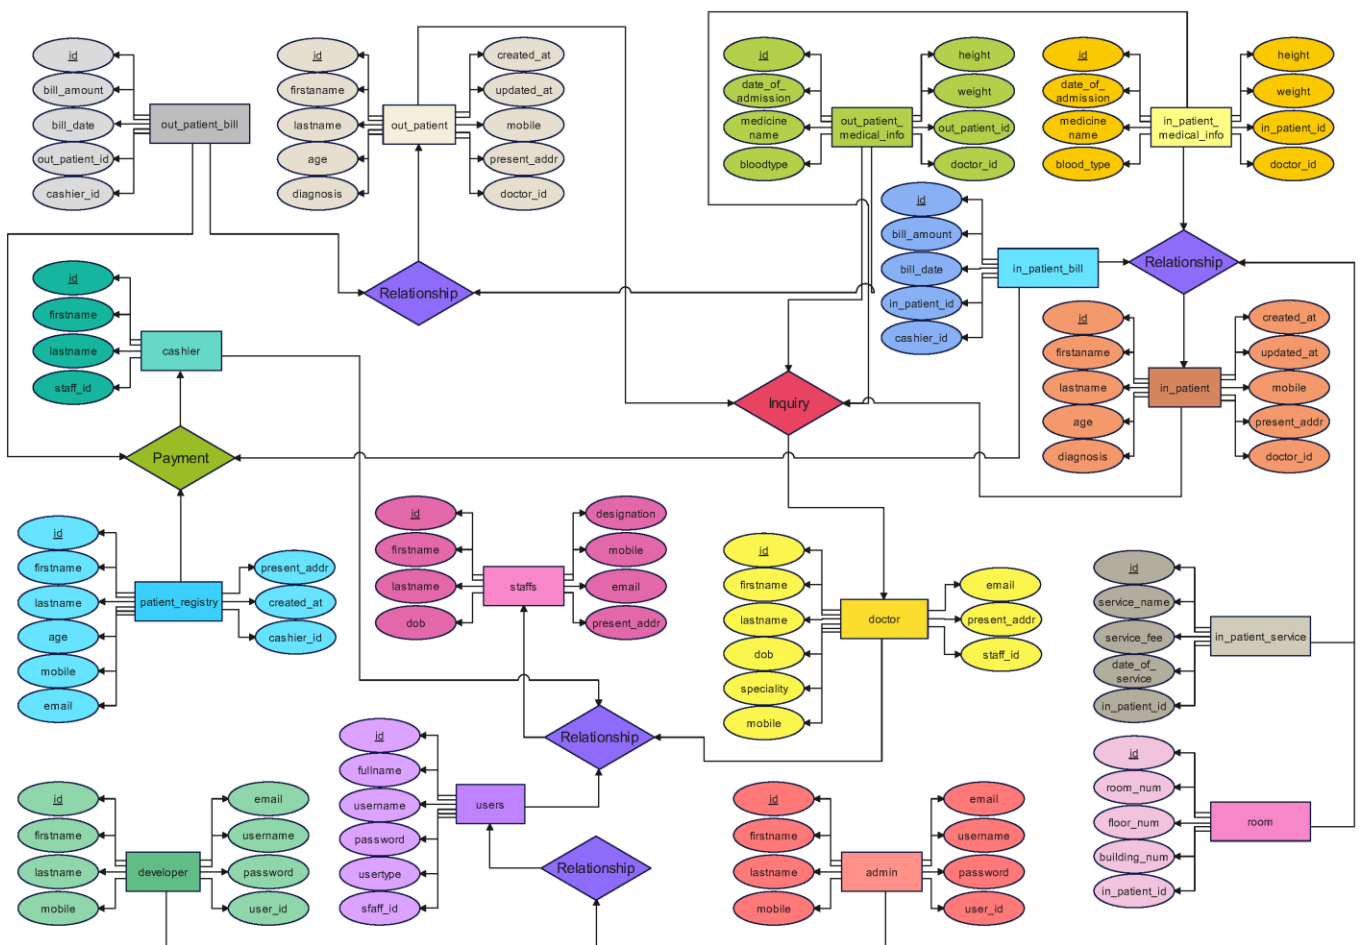 id
bill_amount
bill_date
out_patient_id
cashier_id
out_patient_bill
id
firstaname
lastname
age
diagnosis
out_patient
created_at
updated_at
mobile
present_addr
doctor_id
id
date_of_
admission
medicine
name
bloodtype
out_patient_
medical_info
height
weight
out_patient_id
doctor_id
id
date_of_
admission
medicine
name
blood_type
in_patient_
medical_info
height
weight
in_patient_id
doctor_id
id
bill_amount
bill_date
in_patient_id
cashier_id
in_patient_bill
Relationship
Relationship
id
firstname
lastname
staff_id
cashier
Payment
Inquiry
id
firstaname
lastname
age
diagnosis
in_patient
created_at
updated_at
mobile
present_addr
doctor_id
id
firstname
lastname
age
mobile
email
patient_registry
present_addr
created_at
cashier_id
id
firstname
lastname
dob
staffs
designation
mobile
email
present_addr
id
firstname
lastname
dob
speciality
mobile
doctor
email
present_addr
staff_id
id
service_name
service_fee
date_of_
service
in_patient_id
in_patient_service
Relationship
id
fullname
username
password
usertype
sfaff_id
users
Relationship
id
firstname
lastname
mobile
developer
email
username
password
user_id
id
firstname
lastname
mobile
admin
email
username
password
user_id
id
room_num
floor_num
building_num
in_patient_id
room